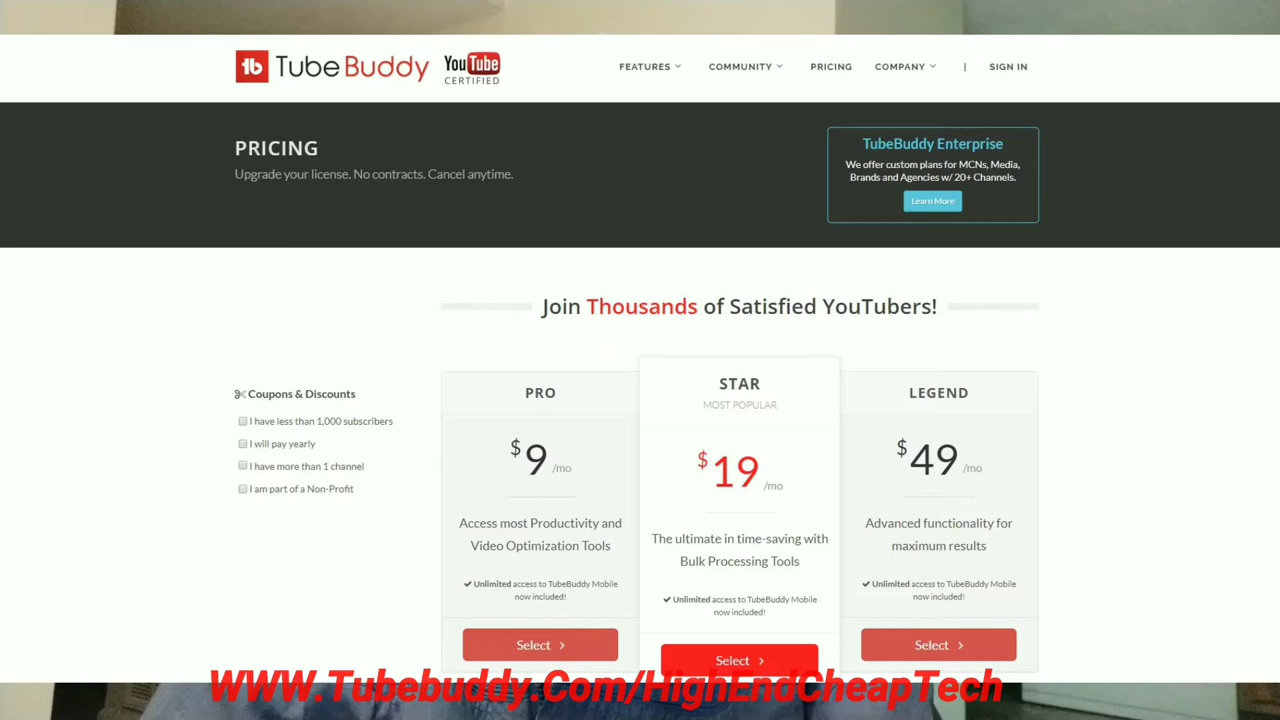 TubeBuddy
YouTube
CERTIFIED
FEATURES
COMMUNITY
PRICING
COMPANY
|
SIGN IN
PRICING
Upgrade your license. No contracts. Cancel anytime.
TubeBuddy Enterprise
We offer custom plans for MCNs, Media,
Brands and Agencies w/ 20+ Channels.
Learn More
Join Thousands of Satisfied YouTubers!
Coupons & Discounts
I have less than 1,000 subscribers
I will pay yearly
I have more than 1 channel
I am part of a Non-Profit
PRO
$9/mo
Access most Productivity and
Video Optimization Tools
✔ Unlimited access to TubeBuddy Mobile
now included!
Select >
STAR
MOST POPULAR
$19/mo
The ultimate in time-saving with
Bulk Processing Tools
✔ Unlimited access to TubeBuddy Mobile
now included!
Select >
LEGEND
$49/mo
Advanced functionality for
maximum results
✔ Unlimited access to TubeBuddy Mobile
now included!
Select >
WWW.Tubebuddy.Com/HighEndCheapTech